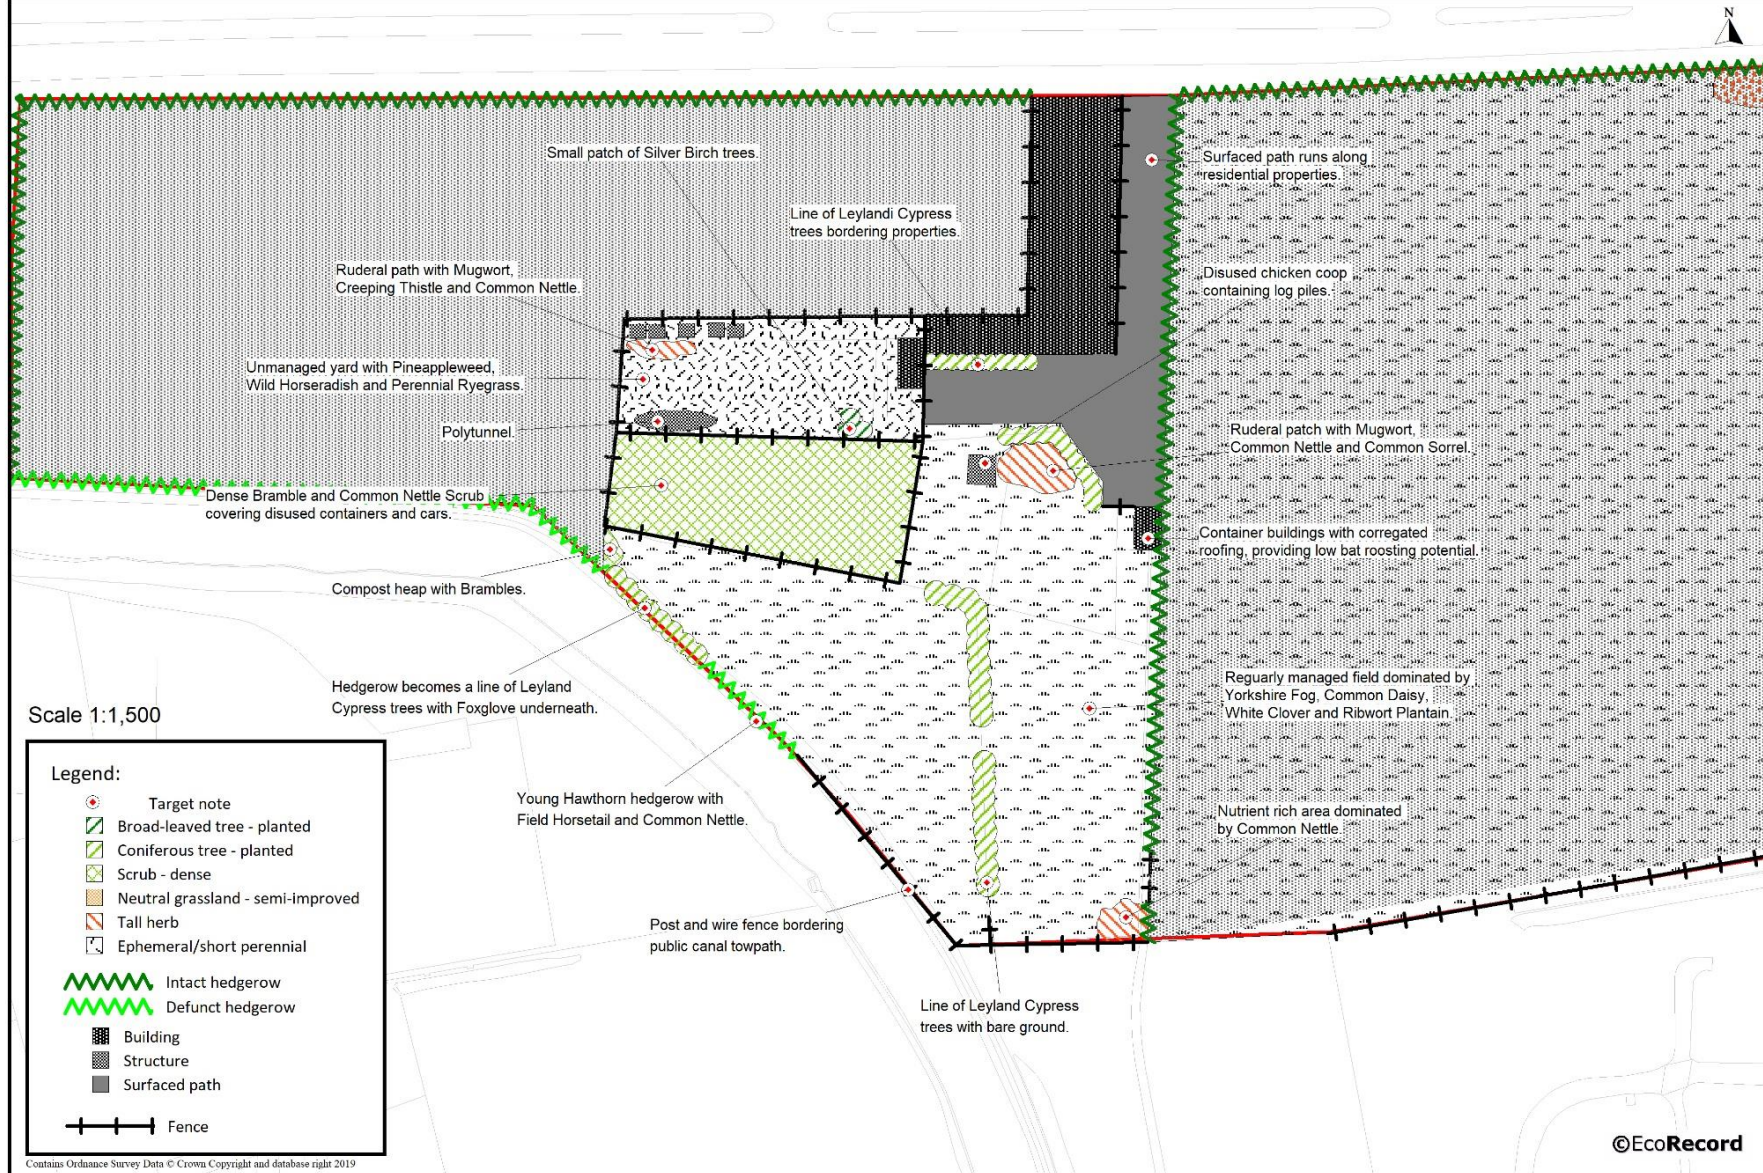 N
Small patch of Silver Birch trees.
Surfaced path runs along
residential properties.
Line of Leylandi Cypress
trees bordering properties.
Ruderal path with Mugwort,
Creeping Thistle and Common Nettle.
Disused chicken coop
containing log piles.
Unmanaged yard with Pineappleweed,
Wild Horseradish and Perennial Ryegrass.
Polytunnel.
Ruderal patch with Mugwort,
Common Nettle and Common Sorrel.
Dense Bramble and Common Nettle Scrub
covering disused containers and cars.
Container buildings with corregated
roofing, providing low bat roosting potential.
Compost heap with Brambles.
Hedgerow becomes a line of Leyland
Cypress trees with Foxglove underneath.
Reguarly managed field dominated by
Yorkshire Fog, Common Daisy,
White Clover and Ribwort Plantain.
Scale 1:1,500
Young Hawthorn hedgerow with
Field Horsetail and Common Nettle.
Nutrient rich area dominated
by Common Nettle.
Post and wire fence bordering
public canal towpath.
Line of Leyland Cypress
trees with bare ground.
Legend:
Target note
Broad-leaved tree - planted
Coniferous tree - planted
Scrub - dense
Neutral grassland - semi-improved
Tall herb
Ephemeral/short perennial
Intact hedgerow
Defunct hedgerow
Building
Structure
Surfaced path
Fence
Contains Ordnance Survey Data © Crown Copyright and database right 2019
©EcoRecord